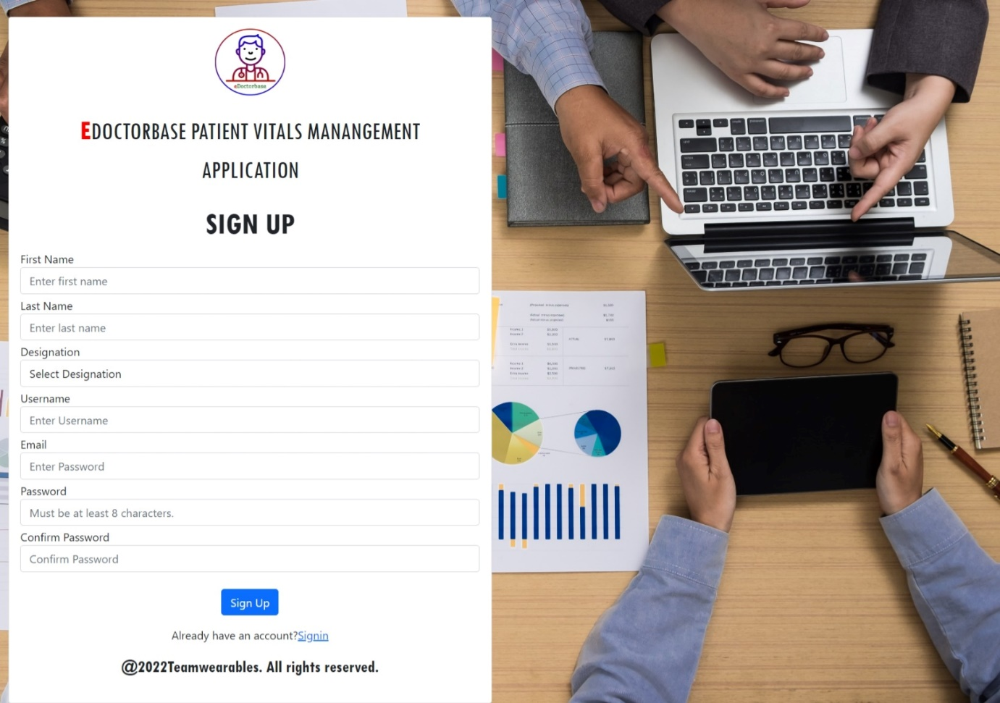 eDoctorbase
EDOCTORBASE PATIENT VITALS MANANGEMENT
APPLICATION
SIGN UP
First Name
Enter first name
Last Name
Enter last name
Designation
Select Designation
Username
Enter Username
Email
Enter Password
Password
Must be at least 8 characters.
Confirm Password
Confirm Password
Sign Up
Already have an account?Signin
@2022Teamwearables. All rights reserved.